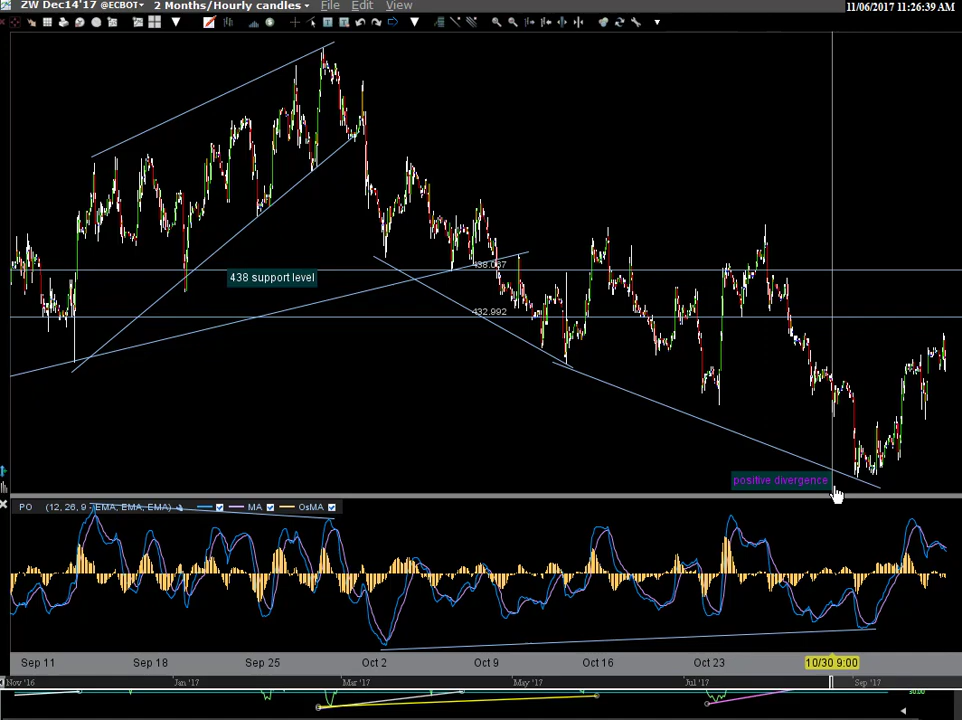 ZW Dec14'17 @ECBOT 2 Months/Hourly candles File Edit View 11/06/2017 11:26:39 AM
438.087
438 support level
432.992
positive divergence
PO (12, 26, 9 - EMA, EMA, EMA) MA OsMA
Sep 11 Sep 18 Sep 25 Oct 2 Oct 9 Oct 16 Oct 23 10/30 9:00
Nov '16 Jan '17 Mar '17 May '17 Jul '17 Sep '17